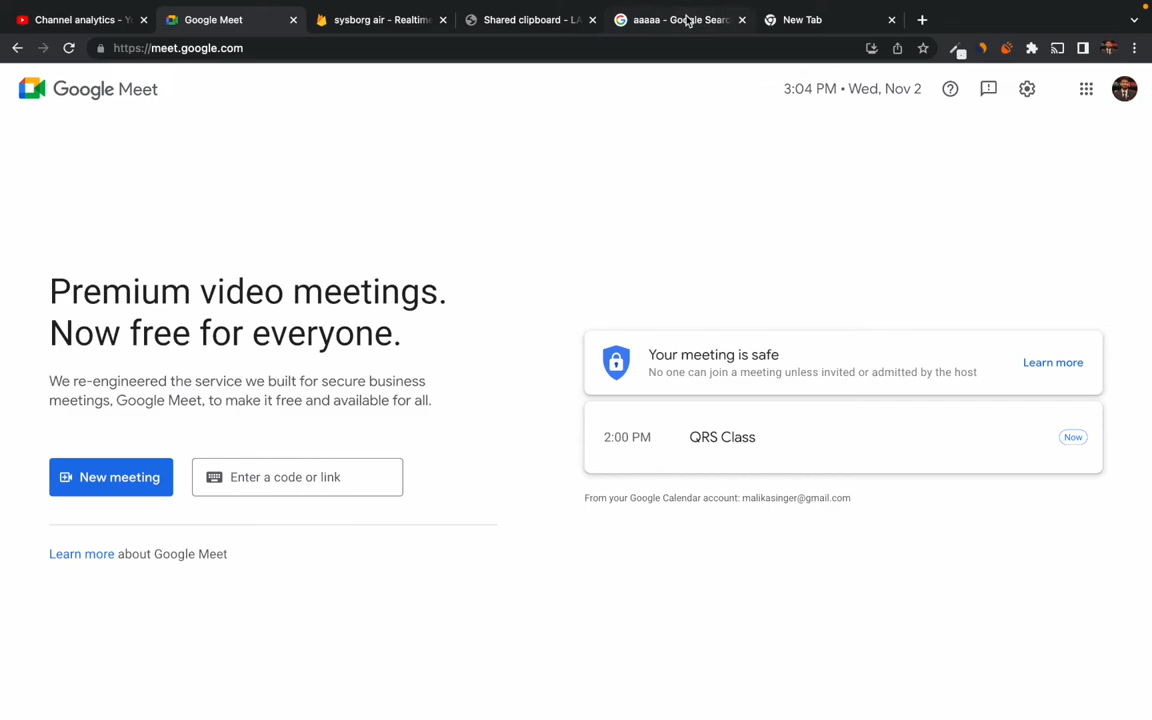 Channel analytics - Y
Google Meet
sysborg air - Realtime
Shared clipboard - LA
aaaaa - Google Searc
New Tab
https://meet.google.com
Google Meet
3:04 PM • Wed, Nov 2
Premium video meetings.
Now free for everyone.
We re-engineered the service we built for secure business
meetings, Google Meet, to make it free and available for all.
New meeting
Enter a code or link
Learn more about Google Meet
Your meeting is safe
No one can join a meeting unless invited or admitted by the host
Learn more
2:00 PM QRS Class Now
From your Google Calendar account: malikasinger@gmail.com